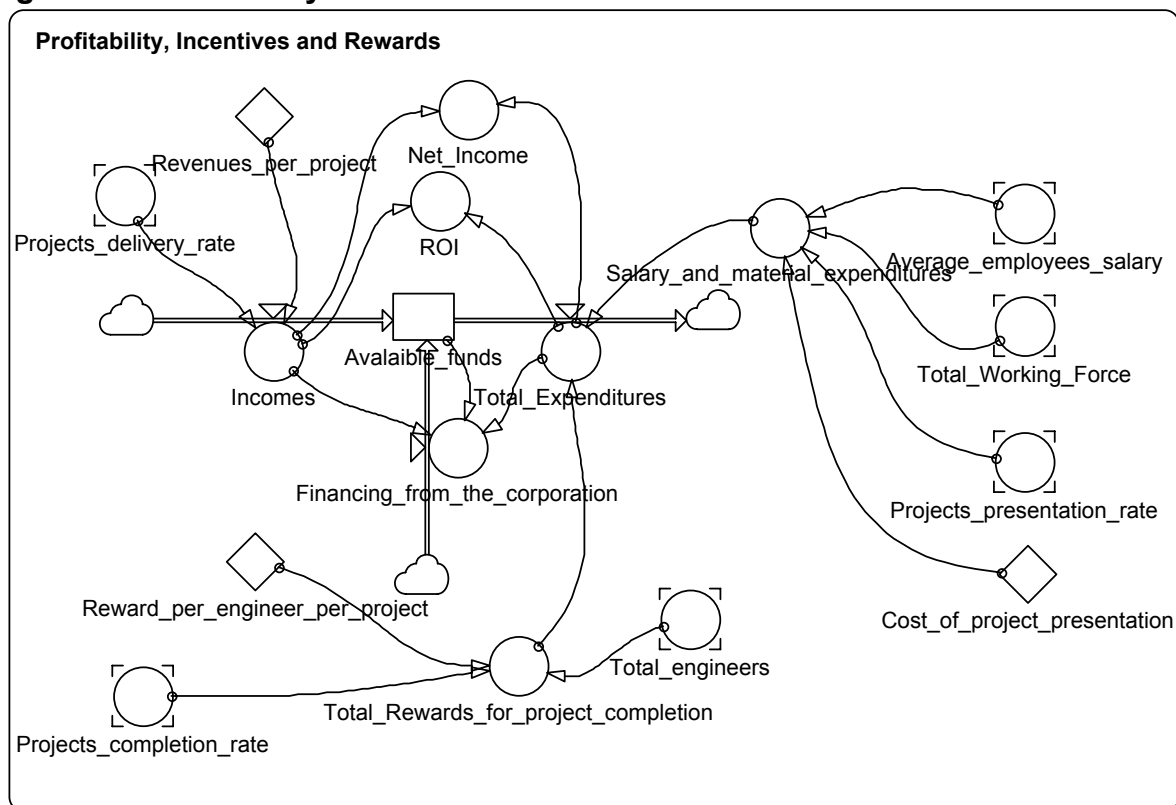 Profitability, Incentives and Rewards
Net_Income
Revenues_per_project
Projects_delivery_rate
ROI
Salary_and_material_expenditures
Average_employees_salary
Avalaible_funds
Total_Working_Force
Incomes
Total_Expenditures
Financing_from_the_corporation
Projects_presentation_rate
Reward_per_engineer_per_project
Cost_of_project_presentation
Total_engineers
Total_Rewards_for_project_completion
Projects_completion_rate